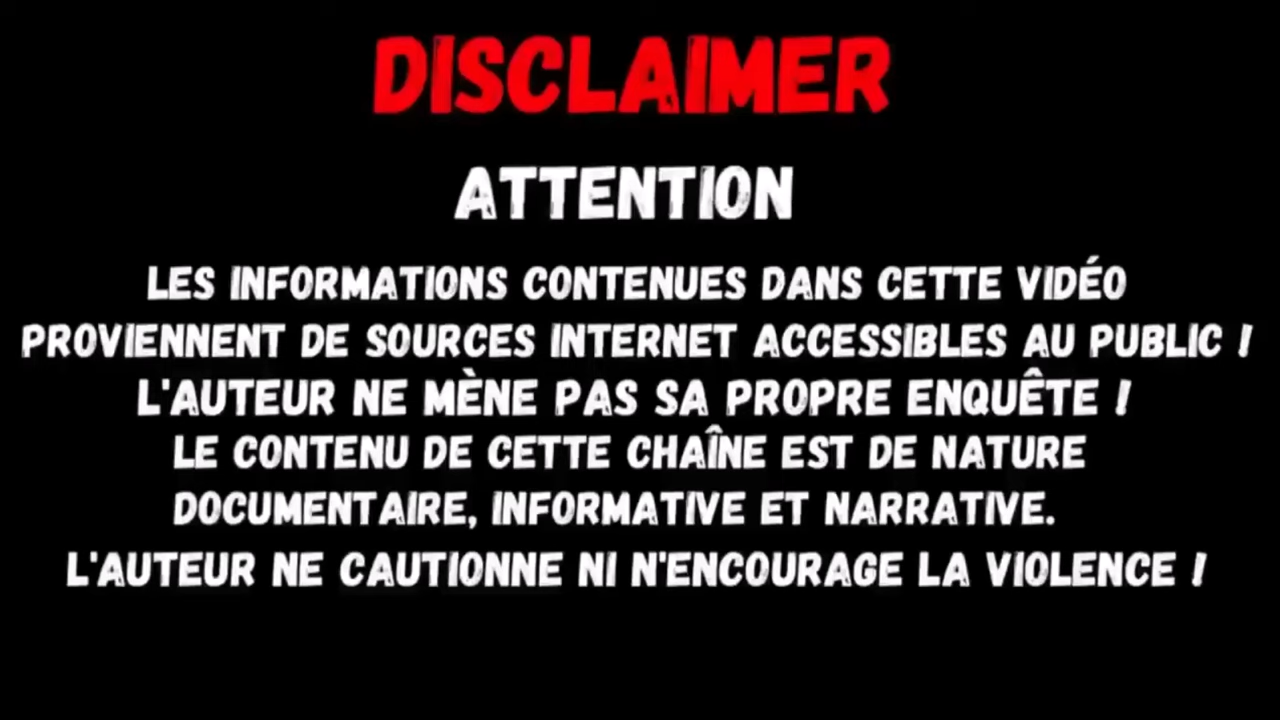 DISCLAIMER
ATTENTION
LES INFORMATIONS CONTENUES DANS CETTE VIDÉO
PROVIENNENT DE SOURCES INTERNET ACCESSIBLES AU PUBLIC !
L'AUTEUR NE MÈNE PAS SA PROPRE ENQUÊTE !
LE CONTENU DE CETTE CHAÎNE EST DE NATURE
DOCUMENTAIRE, INFORMATIVE ET NARRATIVE.
L'AUTEUR NE CAUTIONNE NI N'ENCOURAGE LA VIOLENCE !